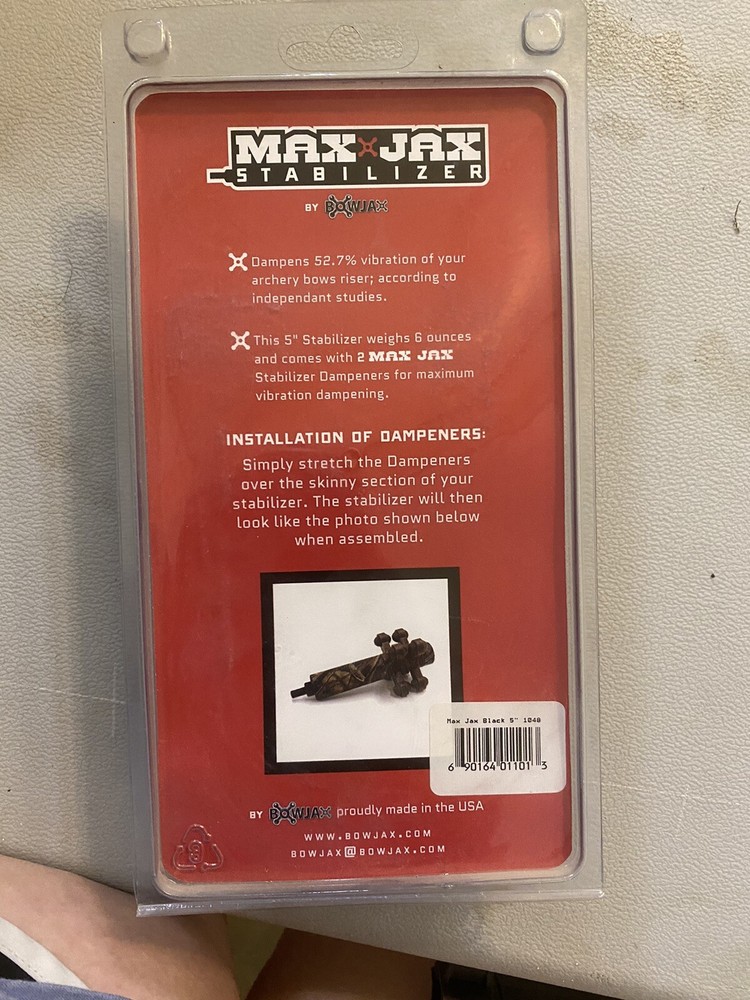 MAX JAX
STABILIZER
BY BOWJAX
Dampens 52.7% vibration of your
archery bows riser; according to
independant studies.
This 5" Stabilizer weighs 6 ounces
and comes with 2 MAX JAX
Stabilizer Dampeners for maximum
vibration dampening.
INSTALLATION OF DAMPENERS:
Simply stretch the Dampeners
over the skinny section of your
stabilizer. The stabilizer will then
look like the photo shown below
when assembled.
Max Jax Black 5" 1048
6 90164 01101 3
BY BOWJAX proudly made in the USA
WWW.BOWJAX.COM
BOWJAX@BOWJAX.COM